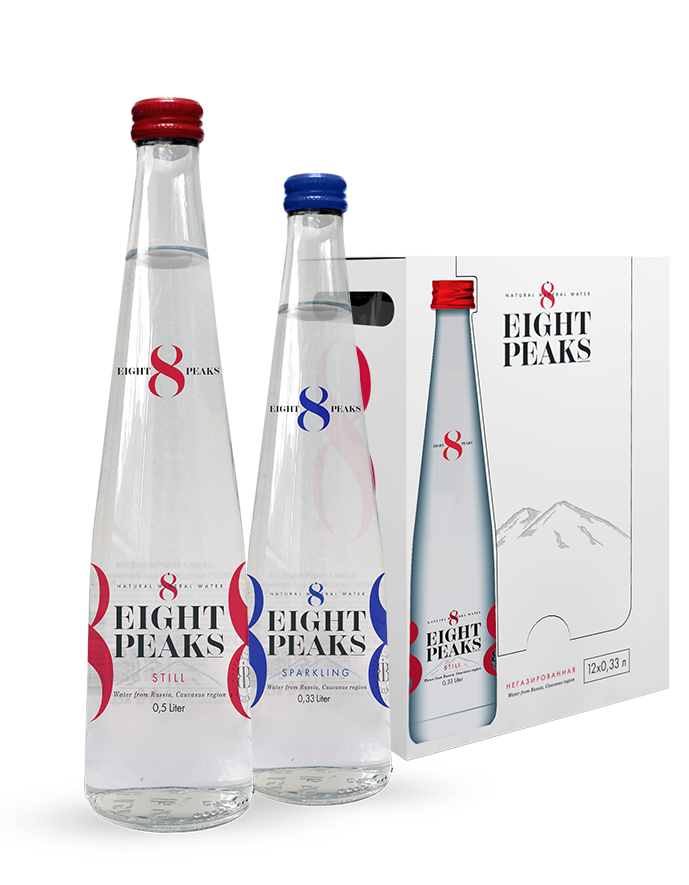 EIGHT 8 PEAKS
8
NATURAL MINERAL WATER
EIGHT
PEAKS
STILL
Water from Russia, Caucasus region
0,5 Liter
EIGHT 8 PEAKS
8
EIGHT
PEAKS
SPARKLING
Water from Russia, Caucasus region
0,33 Liter
EIGHT 8 PEAKS
8
WATER
EIGHT
PEAKS
STILL
0,33 Liter
8
NATURAL MINERAL WATER
EIGHT
PEAKS
НЕГАЗИРОВАННАЯ
12x0,33 л
Water from Russia, Caucasus region